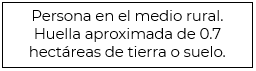 Persona en el medio rural.
Huella aproximada de 0.7
hectáreas de tierra o suelo.